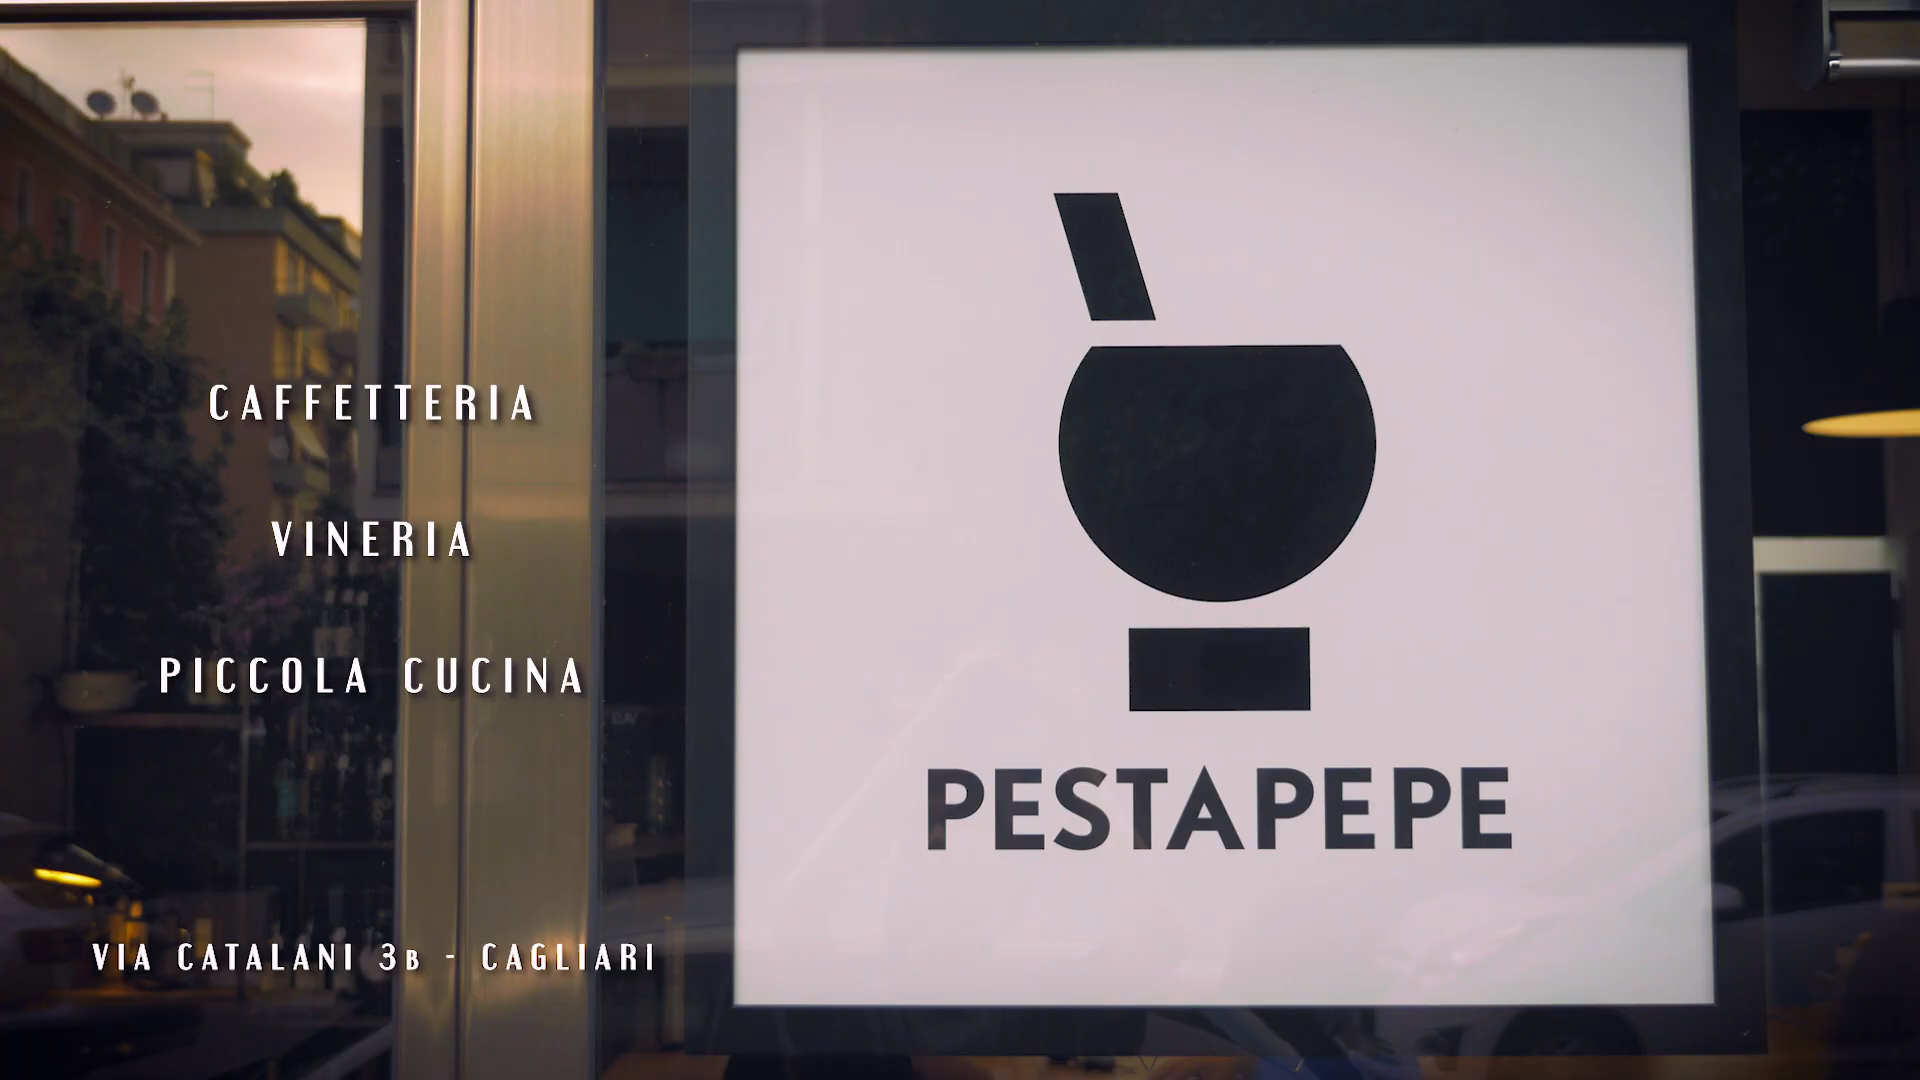 CAFFETTERIA
VINERIA
PICCOLA CUCINA
VIA CATALANI 3B - CAGLIARI
PESTAPEPE